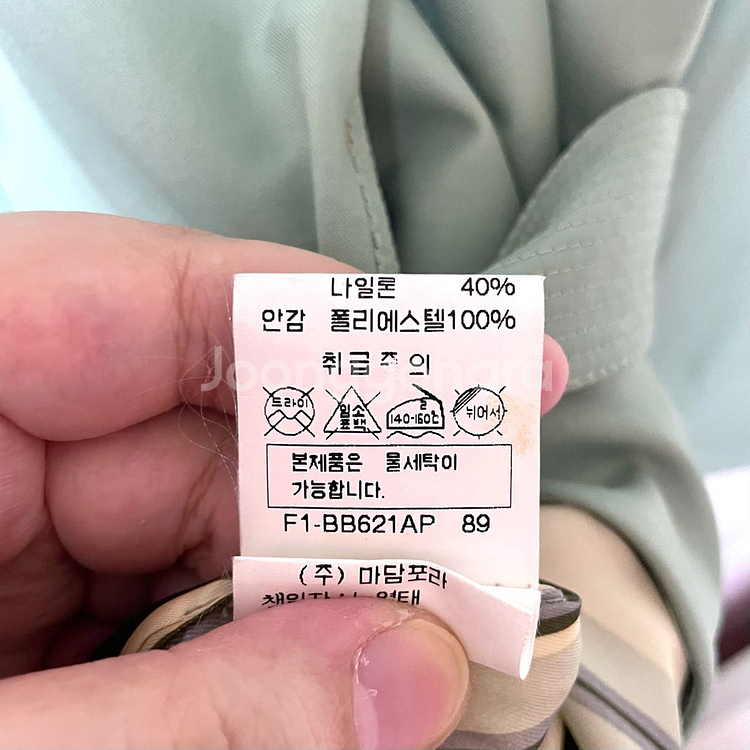 나일론 40%
안감 폴리에스텔100%
취급주의
Joonggonara
드라이
염소
표백
140-160℃
뉘어서
본제품은 물세탁이
가능합니다.
F1-BB621AP 89
(주) 마담포라